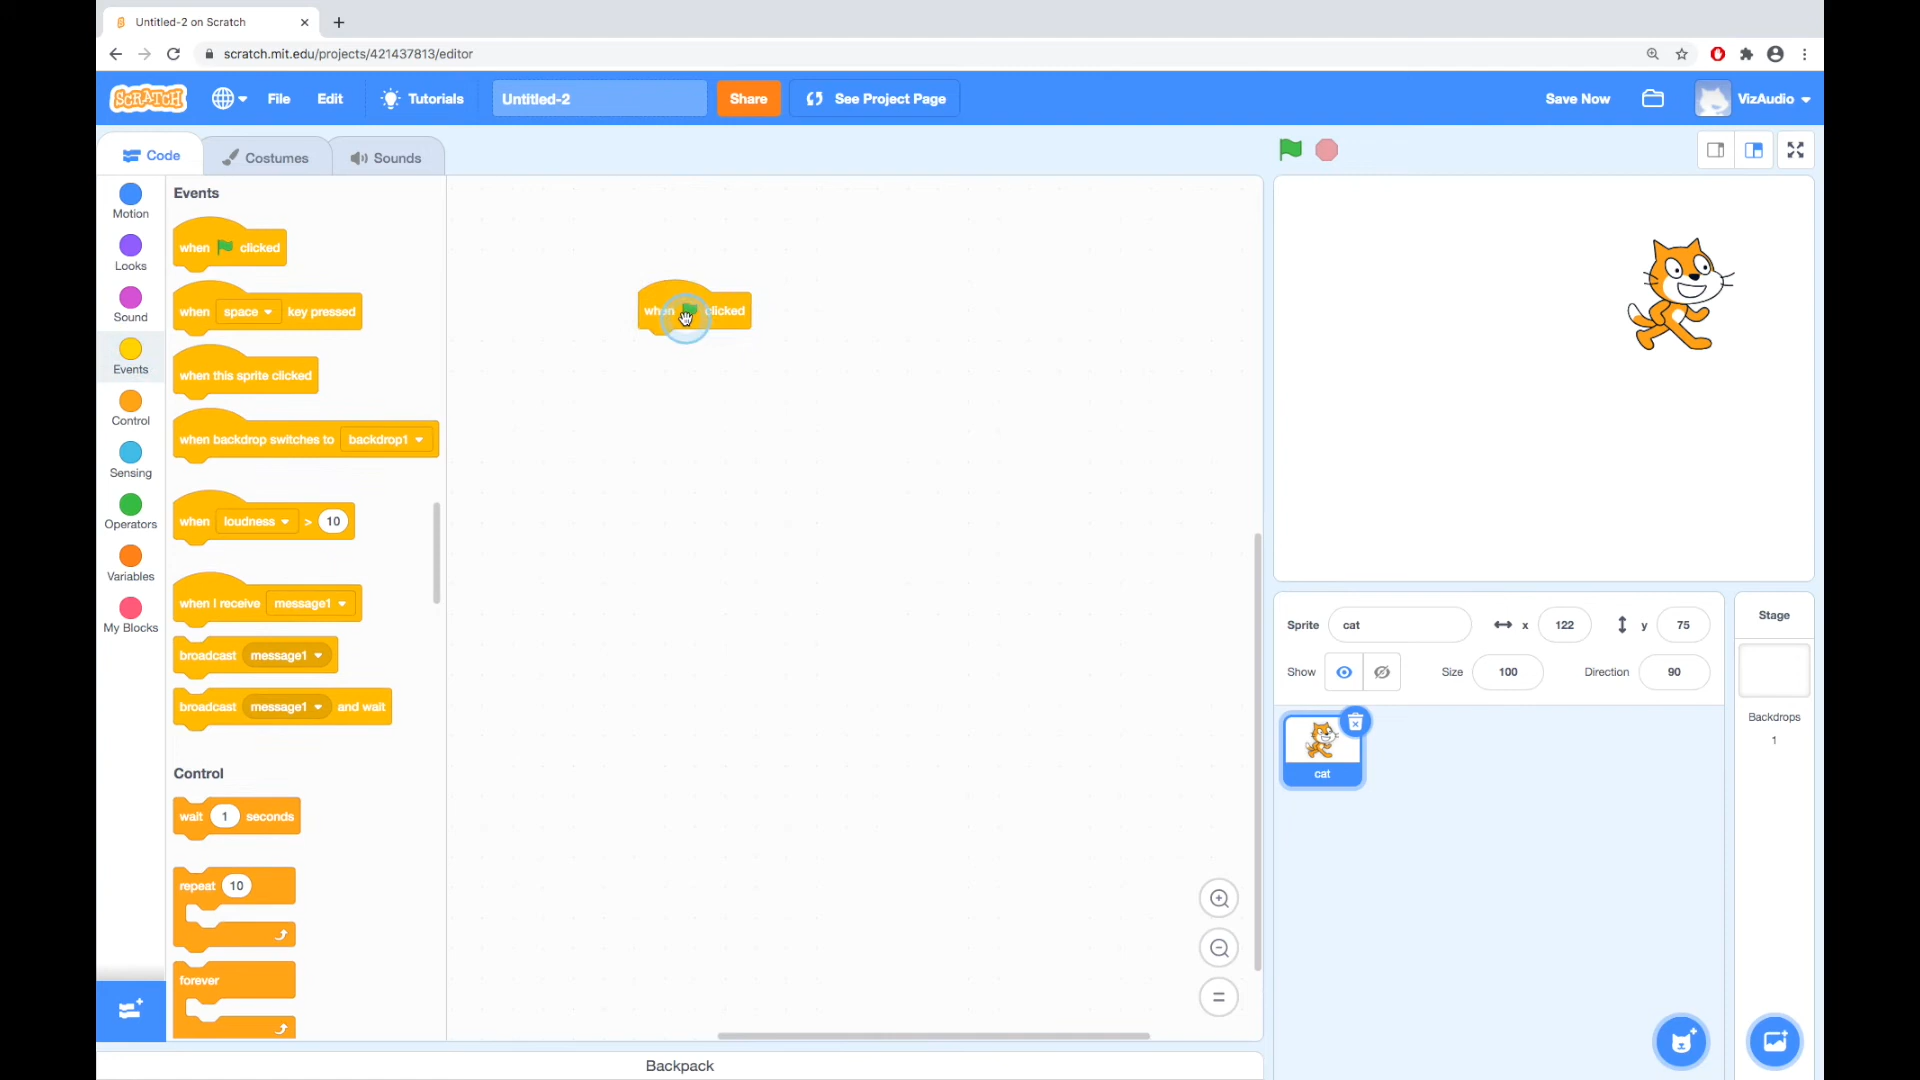 Untitled-2 on Scratch
scratch.mit.edu/projects/421437813/editor
SCRATCH
File
Edit
Tutorials
Untitled-2
Share
See Project Page
Save Now
VizAudio
Code
Costumes
Sounds
Motion
Looks
Sound
Events
Control
Sensing
Operators
Variables
My Blocks
Events
when clicked
when space key pressed
when this sprite clicked
when backdrop switches to backdrop1
when loudness > 10
when I receive message1
broadcast message1
broadcast message1 and wait
Control
wait 1 seconds
repeat 10
forever
when clicked
Sprite cat x 122 y 75
Show Size 100 Direction 90
cat
Stage
Backdrops
1
Backpack